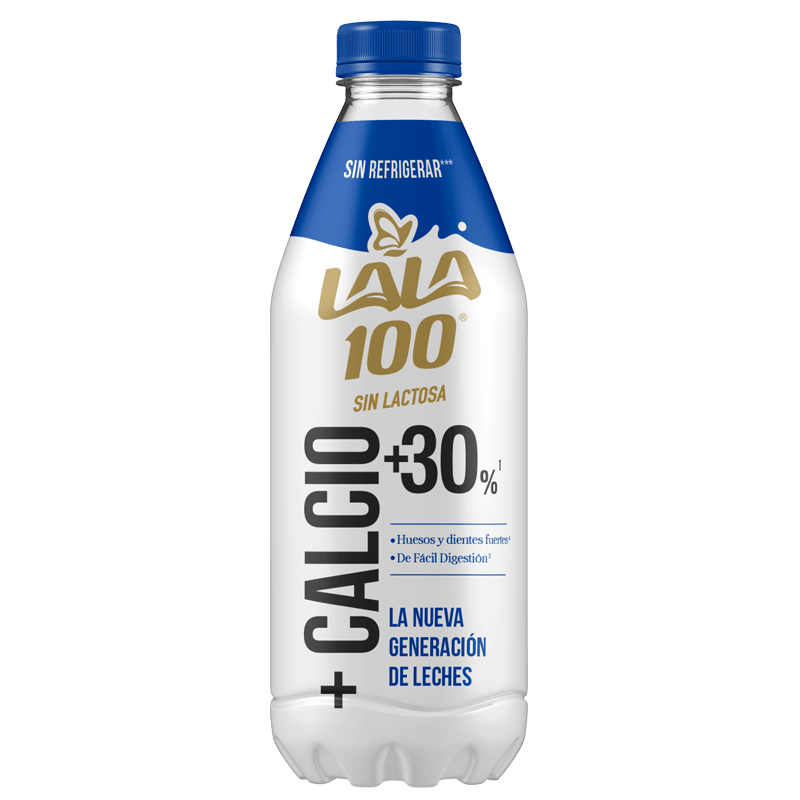 SIN REFRIGERAR***
LALA
100®
SIN LACTOSA
+ CALCIO
+30%¹
• Huesos y dientes fuertes⁴
• De Fácil Digestión²
LA NUEVA
GENERACIÓN
DE LECHES